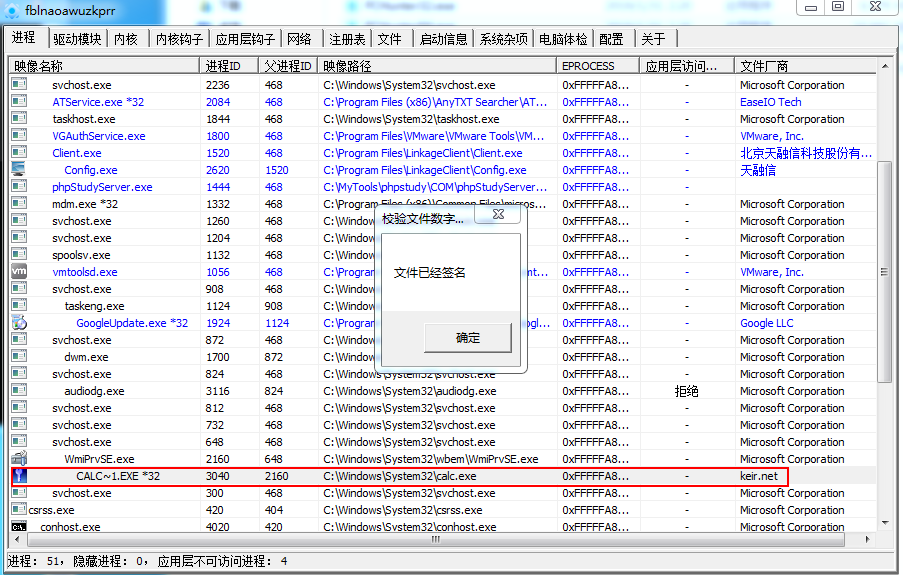 fblnaoawuzkprr
进程 驱动模块 内核 内核钩子 应用层钩子 网络 注册表 文件 启动信息 系统杂项 电脑体检 配置 关于
映像名称 进程ID 父进程ID 映像路径 EPROCESS 应用层访问... 文件厂商
svchost.exe 2236 468 C:\Windows\System32\svchost.exe 0xFFFFFA8... - Microsoft Corporation
ATService.exe *32 2084 468 C:\Program Files (x86)\AnyTXT Searcher\AT... 0xFFFFFA8... - EaseIO Tech
taskhost.exe 1844 468 C:\Windows\System32\taskhost.exe 0xFFFFFA8... - Microsoft Corporation
VGAuthService.exe 1800 468 C:\Program Files\VMware\VMware Tools\VM... 0xFFFFFA8... - VMware, Inc.
Client.exe 1520 468 C:\Program Files\LinkageClient\Client.exe 0xFFFFFA8... - 北京天融信科技股份有...
Config.exe 2620 1520 C:\Program Files\LinkageClient\Config.exe 0xFFFFFA8... - 天融信
phpStudyServer.exe 1444 468 C:\MyTools\phpstudy\COM\phpStudyServer... 0xFFFFFA8... -
mdm.exe *32 1332 468 C:\Program Files (x86)\Common Files\micros... 0xFFFFFA8... - Microsoft Corporation
svchost.exe 1260 468 C:\Window 0xFFFFFA8... - Microsoft Corporation
svchost.exe 1204 468 C:\Window 0xFFFFFA8... - Microsoft Corporation
spoolsv.exe 1132 468 C:\Window 0xFFFFFA8... - Microsoft Corporation
vmtoolsd.exe 1056 468 C:\Program nt... 0xFFFFFA8... - VMware, Inc.
svchost.exe 908 468 C:\Window 0xFFFFFA8... - Microsoft Corporation
taskeng.exe 1124 908 C:\Window 0xFFFFFA8... - Microsoft Corporation
GoogleUpdate.exe *32 1924 1124 C:\Program ogl... 0xFFFFFA8... - Google LLC
svchost.exe 872 468 C:\Window 0xFFFFFA8... - Microsoft Corporation
dwm.exe 1700 872 C:\Window 0xFFFFFA8... - Microsoft Corporation
svchost.exe 824 468 C:\Windows\System32\svchost.exe 0xFFFFFA8... - Microsoft Corporation
audiodg.exe 3116 824 C:\Windows\System32\audiodg.exe 0xFFFFFA8... 拒绝 Microsoft Corporation
svchost.exe 812 468 C:\Windows\System32\svchost.exe 0xFFFFFA8... - Microsoft Corporation
svchost.exe 732 468 C:\Windows\System32\svchost.exe 0xFFFFFA8... - Microsoft Corporation
svchost.exe 648 468 C:\Windows\System32\svchost.exe 0xFFFFFA8... - Microsoft Corporation
WmiPrvSE.exe 2160 648 C:\Windows\System32\wbem\WmiPrvSE.exe 0xFFFFFA8... - Microsoft Corporation
CALC~1.EXE *32 3040 2160 C:\Windows\System32\calc.exe 0xFFFFFA8... - keir.net
svchost.exe 300 468 C:\Windows\System32\svchost.exe 0xFFFFFA8... - Microsoft Corporation
csrss.exe 420 404 C:\Windows\System32\csrss.exe 0xFFFFFA8... - Microsoft Corporation
conhost.exe 4020 420 C:\Windows\System32\conhost.exe 0xFFFFFA8... - Microsoft Corporation
校验文件数字...
文件已经签名
确定
进程: 51, 隐藏进程: 0, 应用层不可访问进程: 4